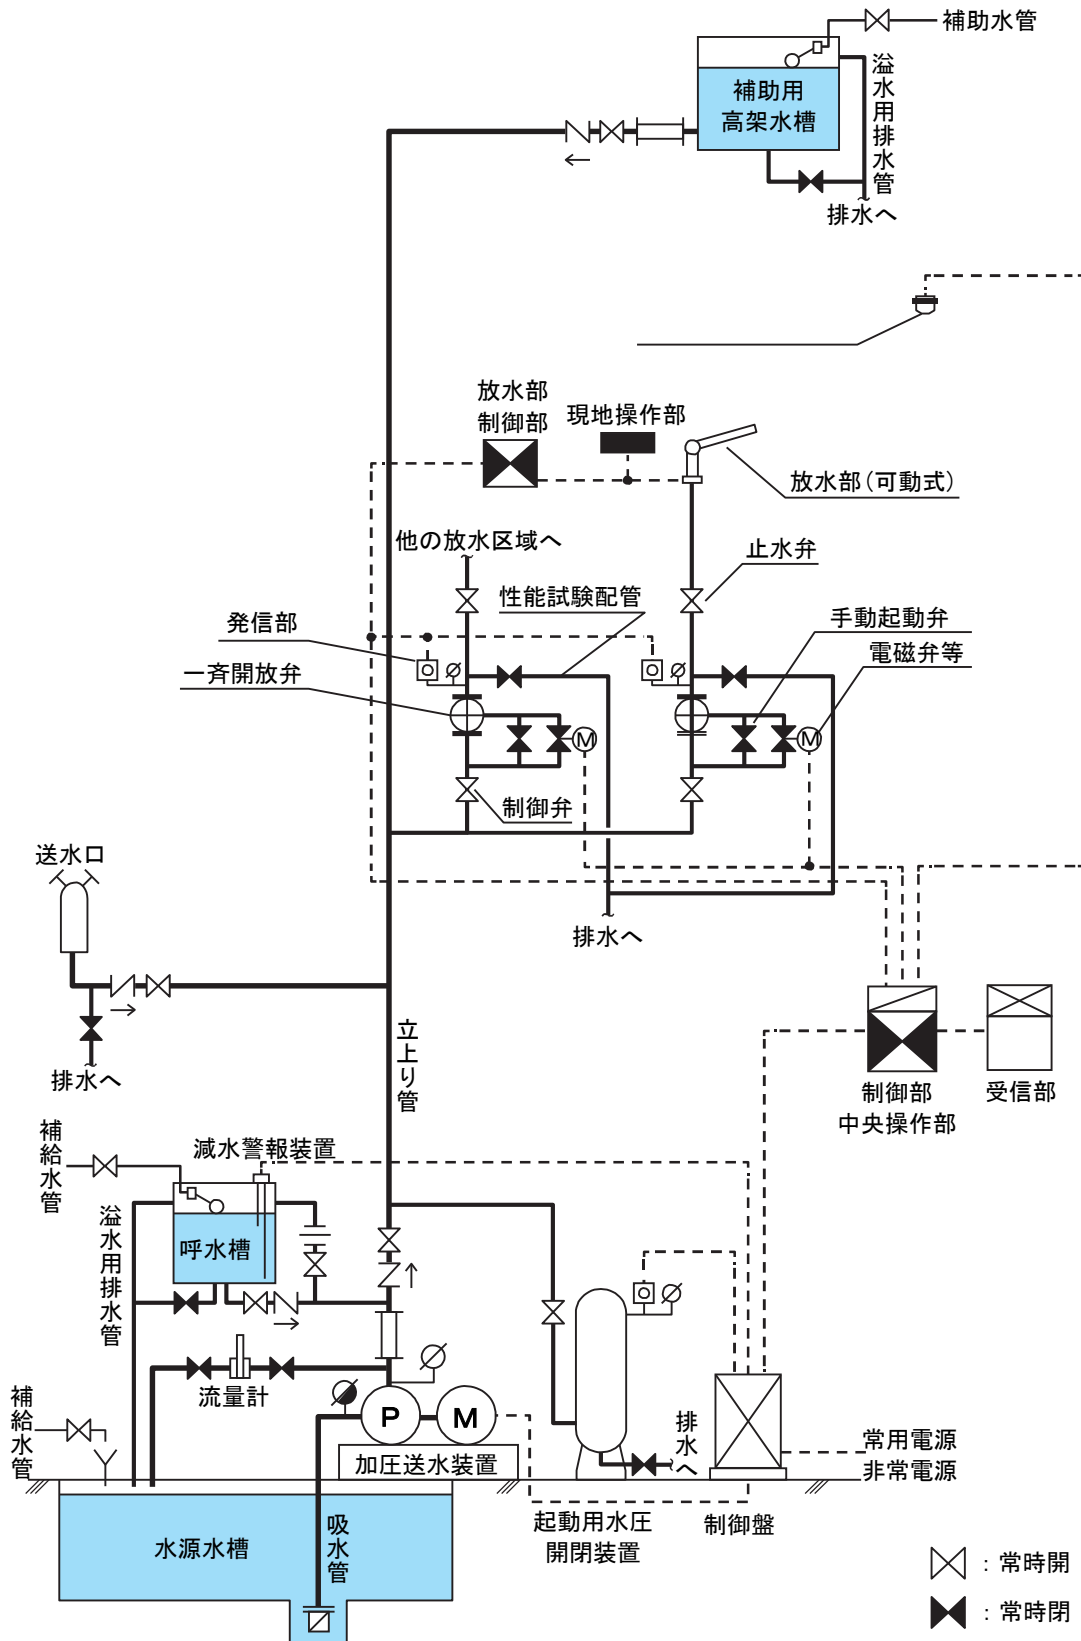 補助水管
補助用
高架水槽
溢水用排水管
排水へ
放水部
制御部
現地操作部
放水部(可動式)
他の放水区域へ
止水弁
性能試験配管
発信部
手動起動弁
一斉開放弁
電磁弁等
M
M
制御弁
送水口
排水へ
排水へ
立上り管
制御部
中央操作部
受信部
補給水管
減水警報装置
溢水用排水管
呼水槽
流量計
補給水管
P
M
加圧送水装置
排水へ
常用電源
非常電源
水源水槽
吸水管
起動用水圧
開閉装置
制御盤
：常時開
：常時閉